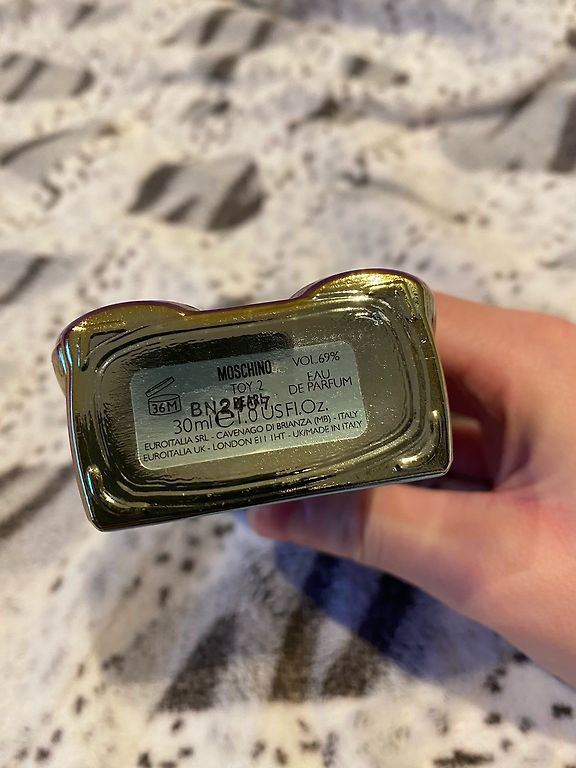 MOSCHINO
VOL.69%
TOY 2
PEARL
EAU
DE PARFUM
36M
30ml e 1.0 US Fl. Oz.
EUROITALIA SRL - CAVENAGO DI BRIANZA (MB) - ITALY
EUROITALIA UK - LONDON E11 1HT - UK/MADE IN ITALY